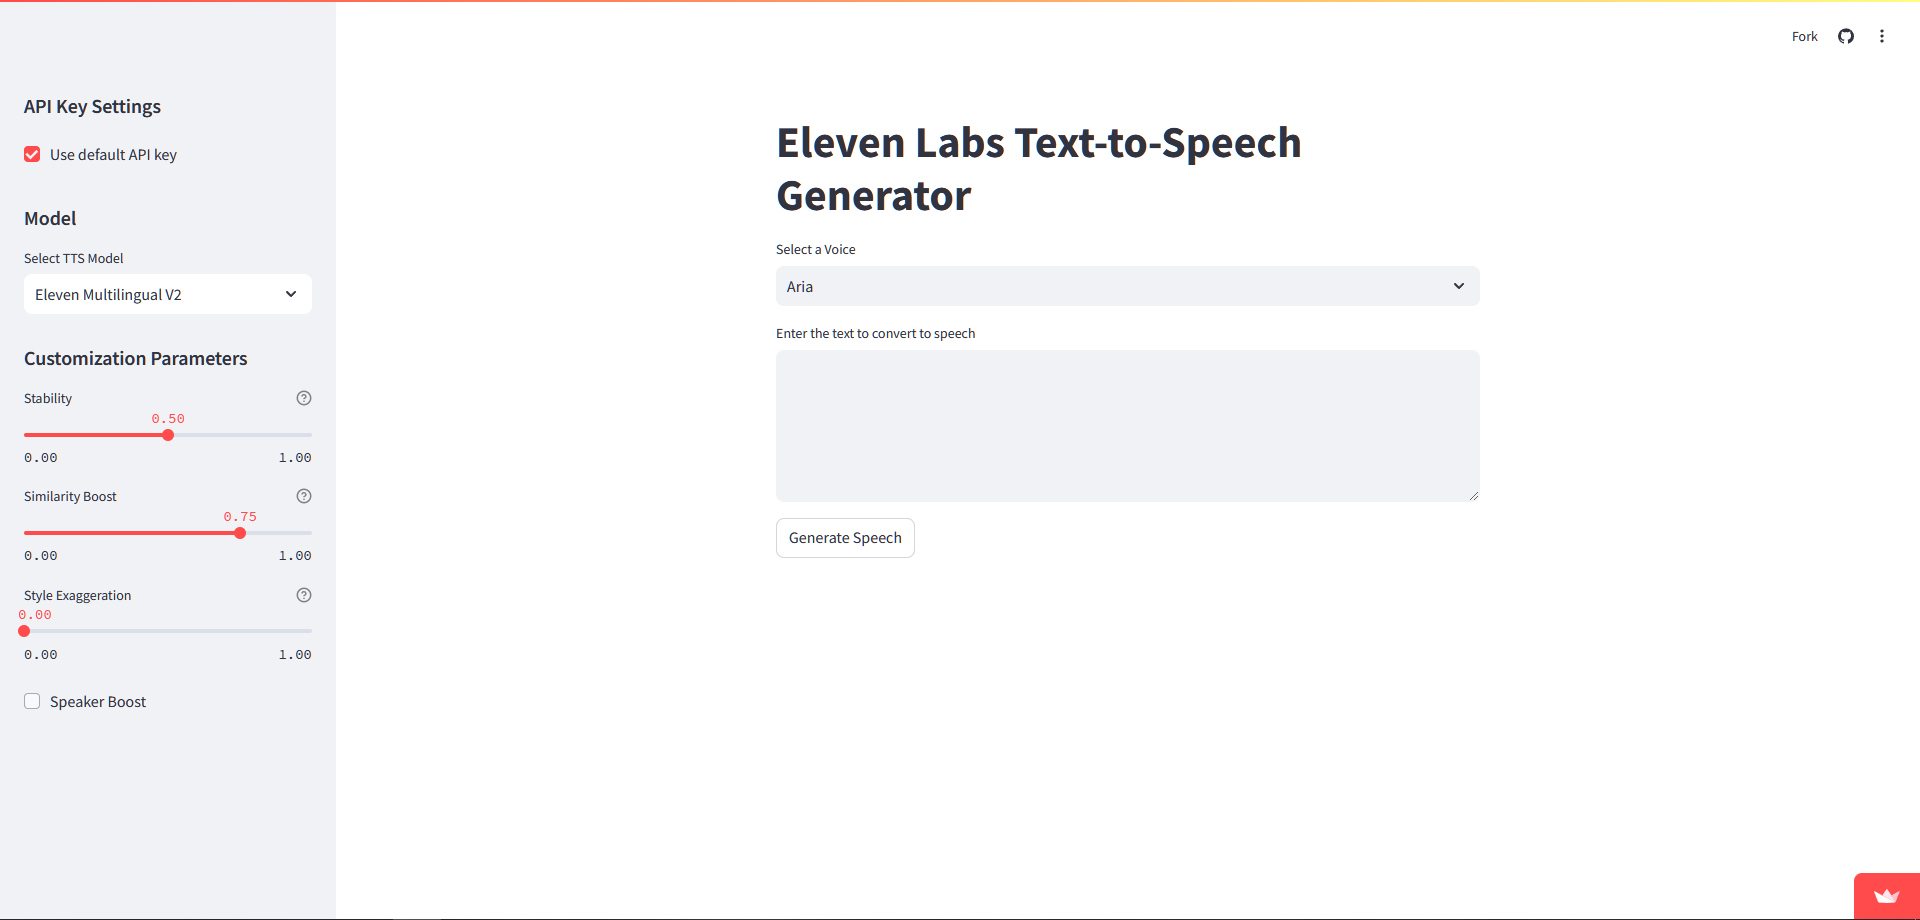 Fork
API Key Settings
Use default API key
Model
Select TTS Model
Eleven Multilingual V2
Customization Parameters
Stability
0.50
0.00 1.00
Similarity Boost
0.75
0.00 1.00
Style Exaggeration
0.00
0.00 1.00
Speaker Boost
Eleven Labs Text-to-Speech
Generator
Select a Voice
Aria
Enter the text to convert to speech
Generate Speech